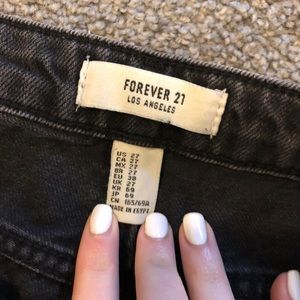 FOREVER 21
LOS ANGELES
US 27
CA 27
MX 27
BR 27
EU 38
UK 27
KR 69
JP 69
CN 165/69A
MADE IN EGYPT